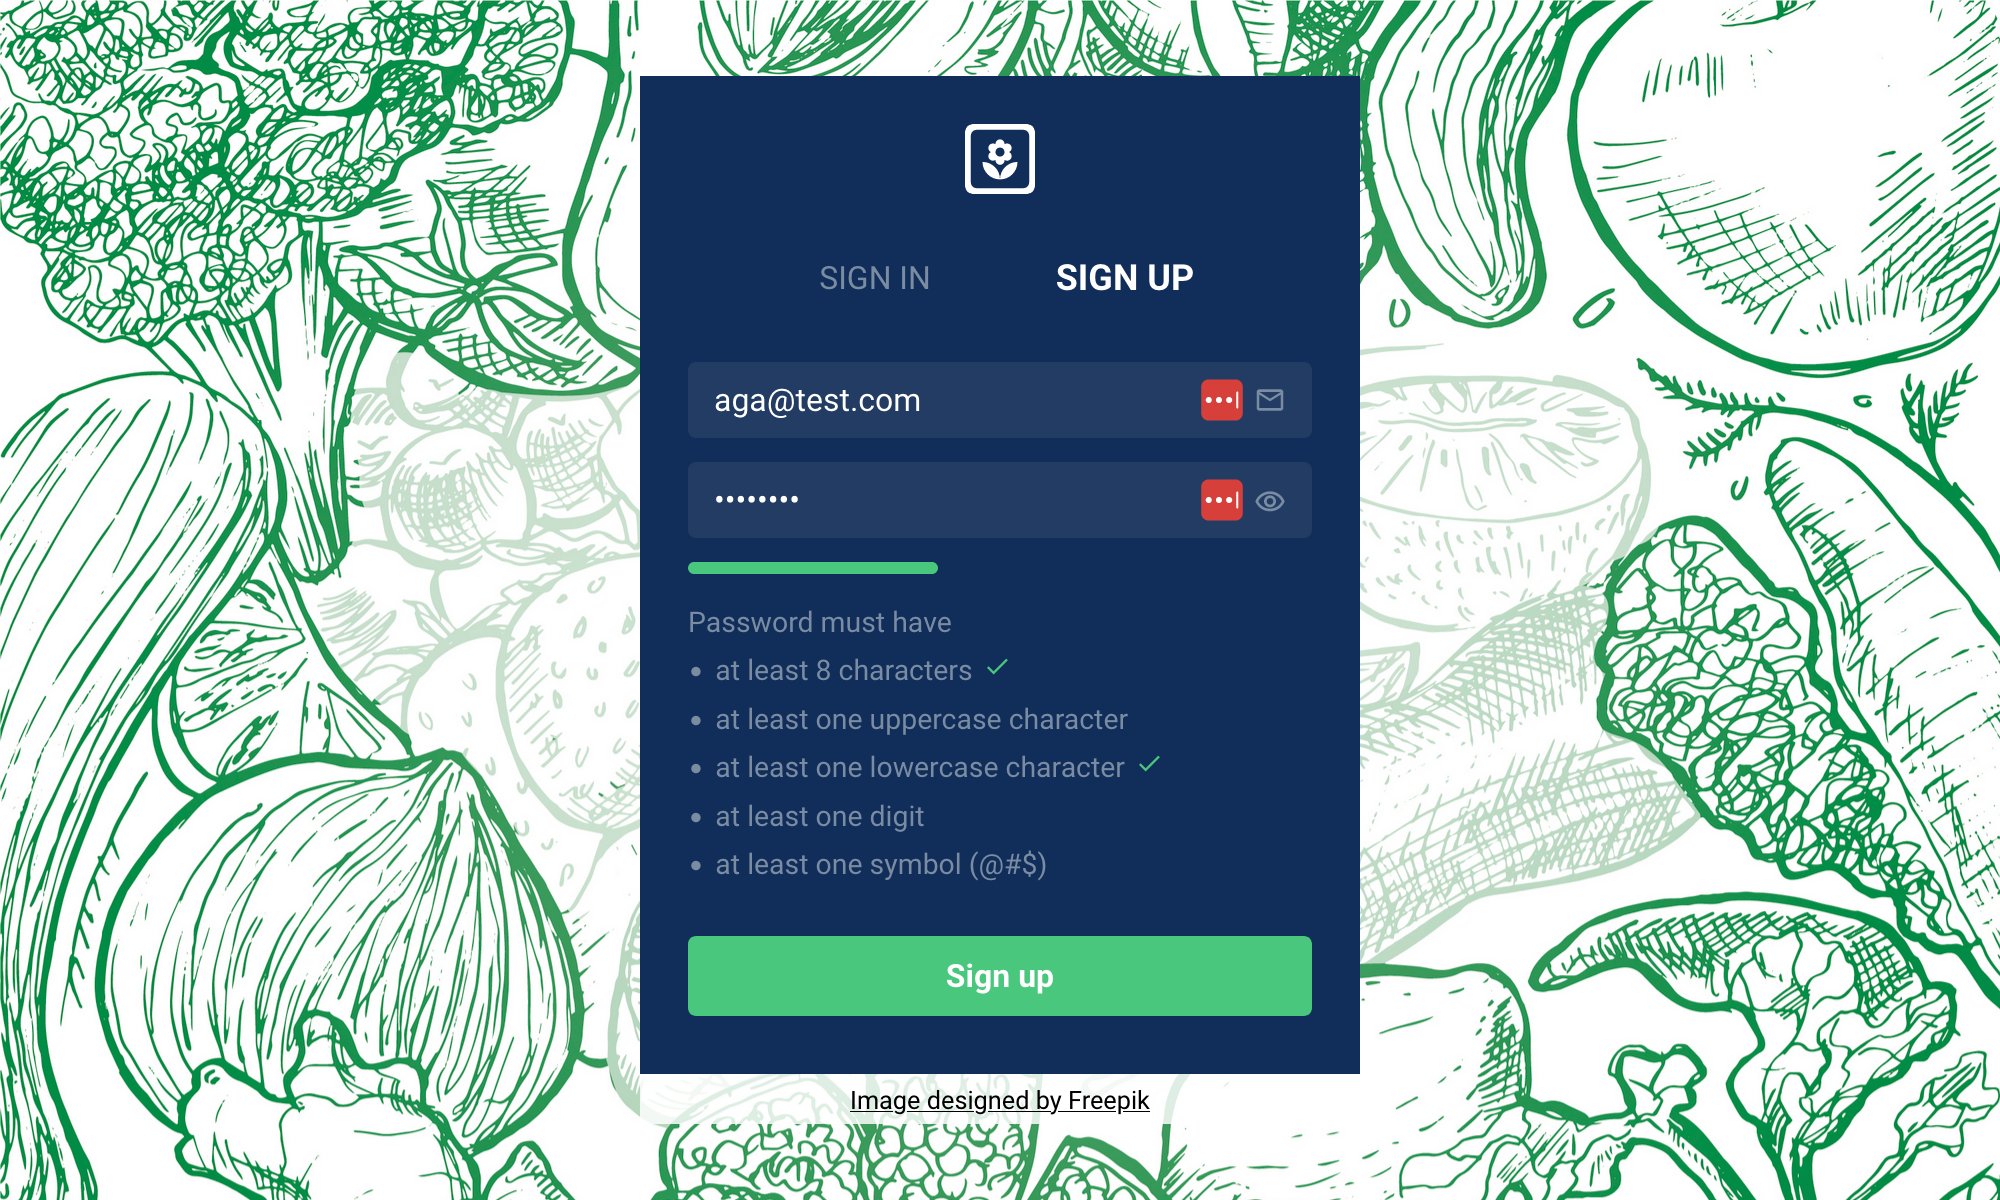 SIGN IN SIGN UP
aga@test.com
••••••••
Password must have
• at least 8 characters
• at least one uppercase character
• at least one lowercase character
• at least one digit
• at least one symbol (@#$)
Sign up
Image designed by Freepik